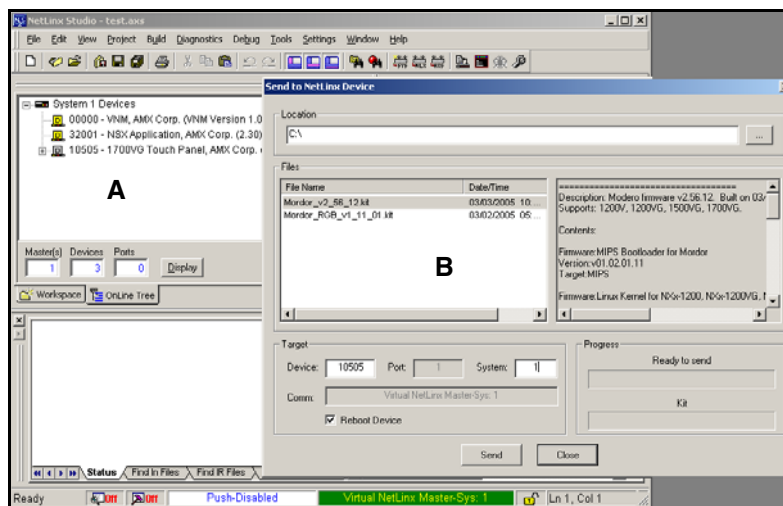 NetLinx Studio - test.axs
File Edit View Project Build Diagnostics Debug Tools Settings Window Help
System 1 Devices
00000 - VNM, AMX Corp. (VNM Version 1.0
32001 - NSX Application, AMX Corp. (2.30)
10505 - 1700VG Touch Panel, AMX Corp.
A
Master(s) Devices Ports
1 3 0 Display
Workspace OnLine Tree
Send to NetLinx Device
Location
C:\
...
Files
File Name Date/Time
Mordor_v2_56_12.kit 03/03/2005 10:...
Mordor_RGB_v1_11_01.kit 03/02/2005 05:...
B
====================================
Description: Modero firmware v2.56.12. Built on 03/
Supports: 1200V, 1200VG, 1500VG, 1700VG.
Contents:
Firmware:MIPS Bootloader for Mordor
Version:v01.02.01.11
Target:MIPS
Firmware:Linux Kernel for NXx-1200, NXx-1200VG,
Target
Device: 10505 Port: 1 System: 1
Comm: Virtual NetLinx Master-Sys: 1
Reboot Device
Progress
Ready to send
Kit
Send Close
Status Find In Files Find IR Files
Ready Off Off Push-Disabled Virtual NetLinx Master-Sys: 1 Ln 1, Col 1